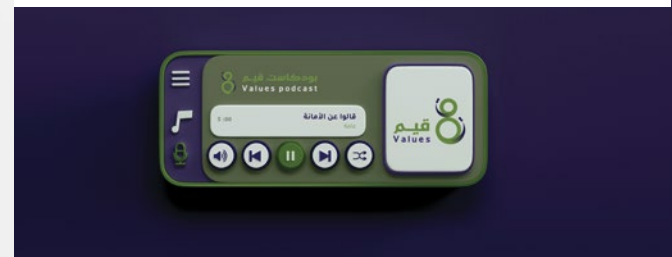 بودكاست قيم
Values podcast
قالوا عن الأمانة
قيم
Values